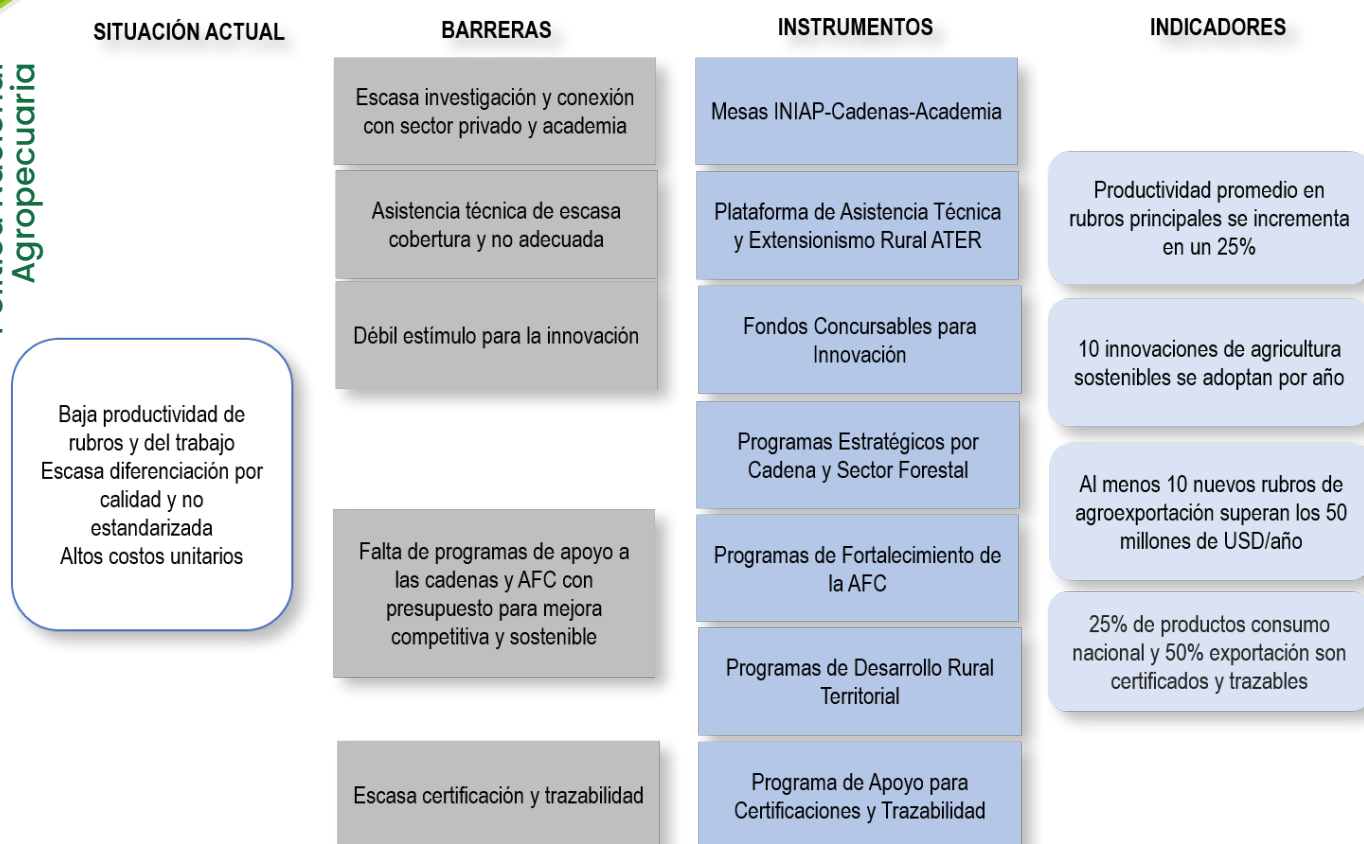 Agropecuaria
SITUACIÓN ACTUAL
BARRERAS
INSTRUMENTOS
INDICADORES
Baja productividad de
rubros y del trabajo
Escasa diferenciación por
calidad y no
estandarizada
Altos costos unitarios
Escasa investigación y conexión
con sector privado y academia
Asistencia técnica de escasa
cobertura y no adecuada
Débil estímulo para la innovación
Falta de programas de apoyo a
las cadenas y AFC con
presupuesto para mejora
competitiva y sostenible
Escasa certificación y trazabilidad
Mesas INIAP-Cadenas-Academia
Plataforma de Asistencia Técnica
y Extensionismo Rural ATER
Fondos Concursables para
Innovación
Programas Estratégicos por
Cadena y Sector Forestal
Programas de Fortalecimiento de
la AFC
Programas de Desarrollo Rural
Territorial
Programa de Apoyo para
Certificaciones y Trazabilidad
Productividad promedio en
rubros principales se incrementa
en un 25%
10 innovaciones de agricultura
sostenibles se adoptan por año
Al menos 10 nuevos rubros de
agroexportación superan los 50
millones de USD/año
25% de productos consumo
nacional y 50% exportación son
certificados y trazables